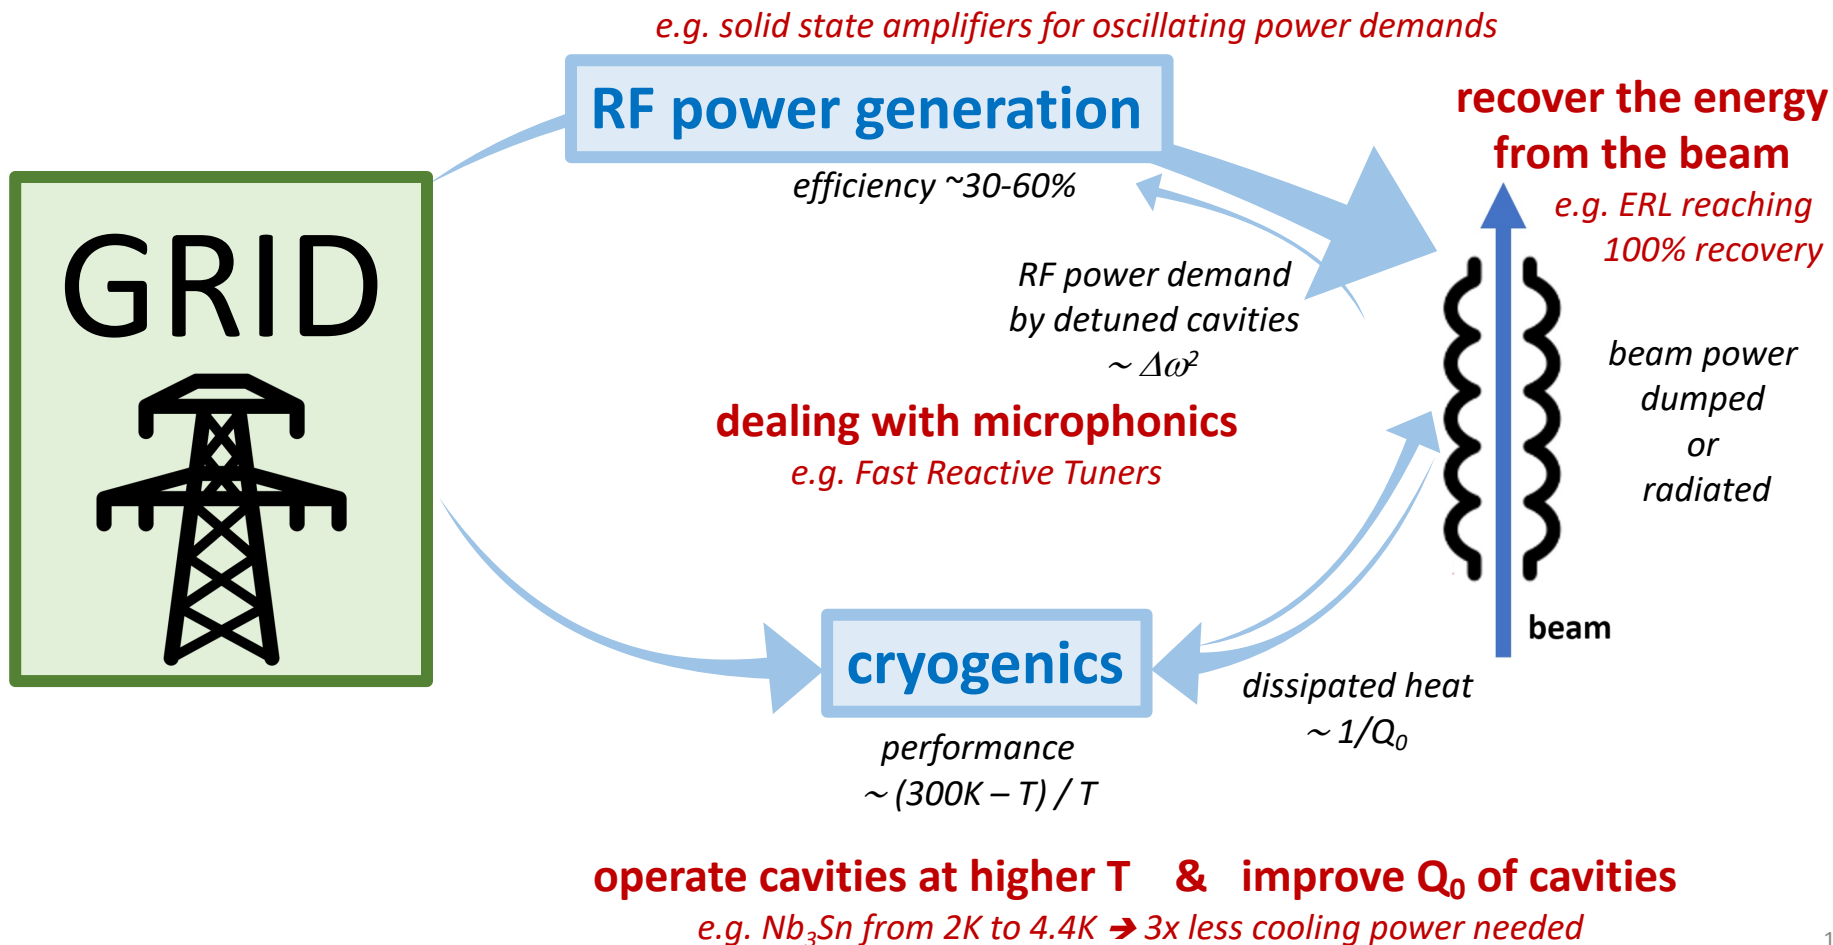 e.g. solid state amplifiers for oscillating power demands
RF power generation
efficiency ~30-60%
recover the energy
from the beam
e.g. ERL reaching
100% recovery
GRID
RF power demand
by detuned cavities
~ Δω²
beam power
dumped
or
radiated
dealing with microphonics
e.g. Fast Reactive Tuners
beam
cryogenics
dissipated heat
~ 1/Q₀
performance
~ (300K – T) / T
operate cavities at higher T & improve Q₀ of cavities
e.g. Nb₃Sn from 2K to 4.4K ➔ 3x less cooling power needed
1